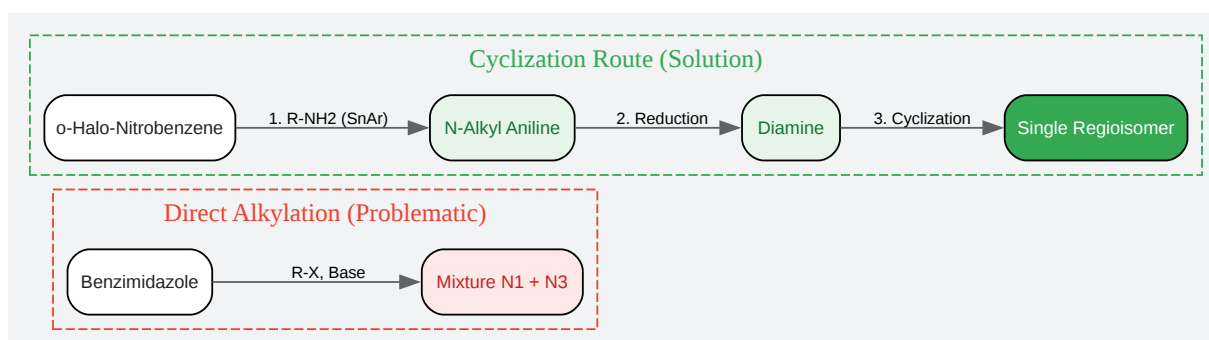 Cyclization Route (Solution)
o-Halo-Nitrobenzene
1. R-NH2 (SnAr)
N-Alkyl Aniline
2. Reduction
Diamine
3. Cyclization
Single Regioisomer
Direct Alkylation (Problematic)
Benzimidazole
R-X, Base
Mixture N1 + N3